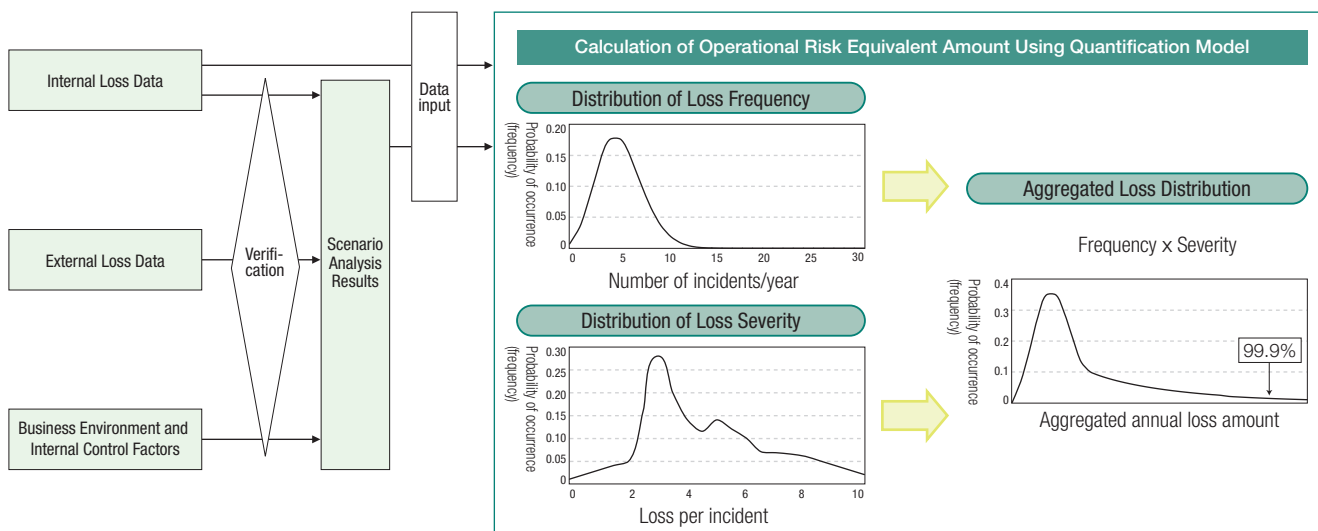 Internal Loss Data
External Loss Data
Business Environment and
Internal Control Factors
Verifi-
cation
Scenario
Analysis
Results
Data
input
Calculation of Operational Risk Equivalent Amount Using Quantification Model
Distribution of Loss Frequency
Probability of occurrence
(frequency)
0.20
0.15
0.10
0.05
0
0 5 10 15 20 25 30
Number of incidents/year
Distribution of Loss Severity
Probability of occurrence
(frequency)
0.30
0.25
0.20
0.15
0.10
0.05
0
0 2 4 6 8 10
Loss per incident
Aggregated Loss Distribution
Frequency x Severity
Probability of occurrence
(frequency)
0.4
0.3
0.2
0.1
0
99.9%
Aggregated annual loss amount